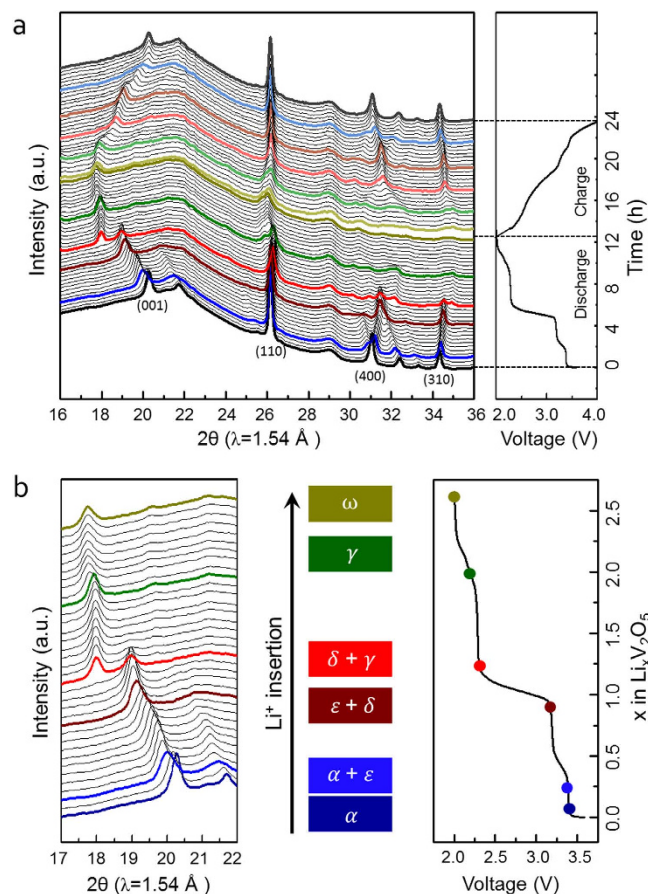 a
Intensity (a.u.)
(001)
(110)
(400)
(310)
16 18 20 22 24 26 28 30 32 34 36
2θ (λ=1.54 Å )
Charge
Discharge
24
20
16
12
8
4
0
Time (h)
2.0 3.0 4.0
Voltage (V)
b
Intensity (a.u.)
17 18 19 20 21 22
2θ (λ=1.54 Å )
Li⁺ insertion
ω
γ
δ + γ
ε + δ
α + ε
α
2.5
2.0
1.5
1.0
0.5
0.0
x in LiₓV₂O₅
2.0 2.5 3.0 3.5
Voltage (V)